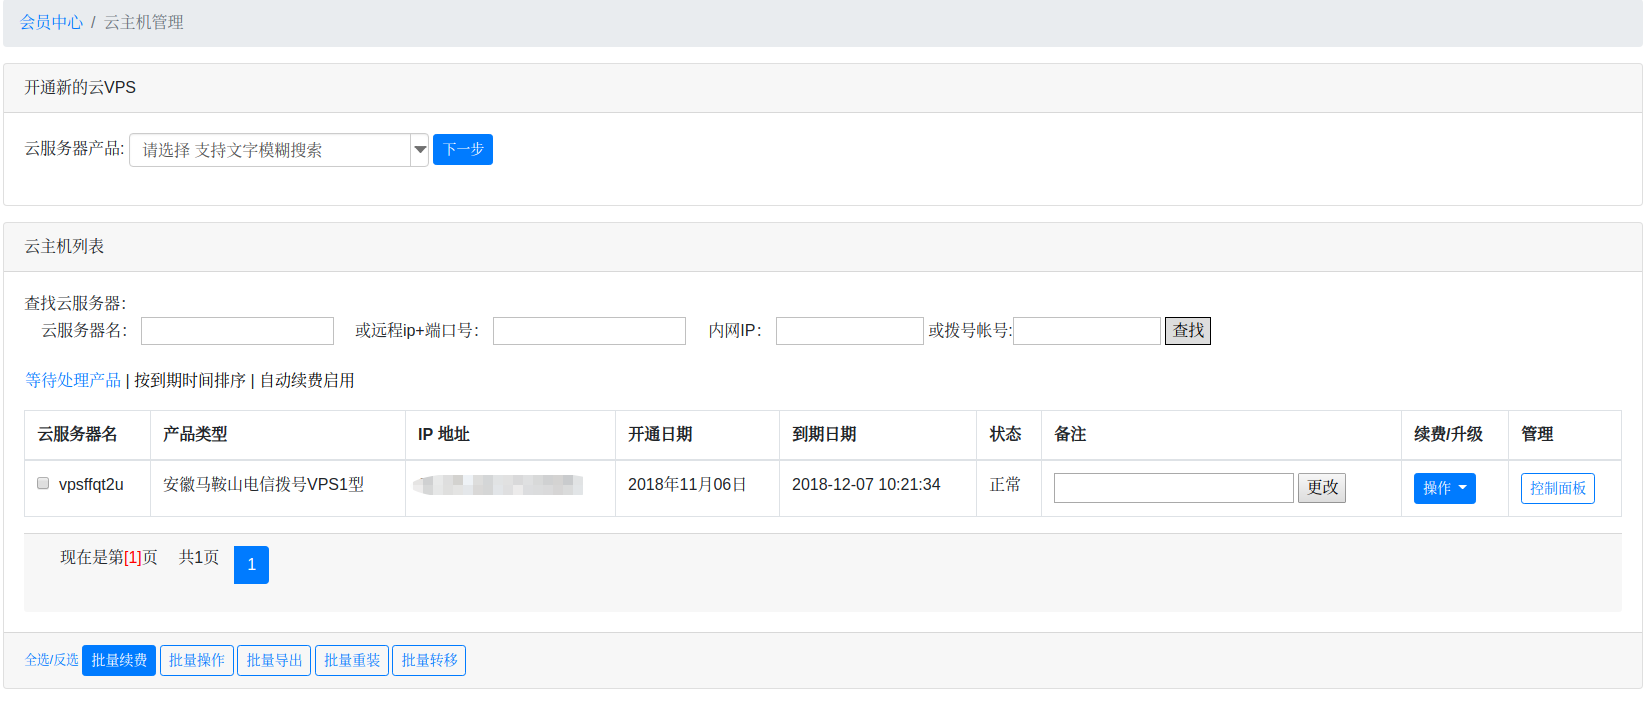 会员中心 / 云主机管理
开通新的云VPS
云服务器产品: 请选择 支持文字模糊搜索 下一步
云主机列表
查找云服务器:
云服务器名: 或远程ip+端口号: 内网IP: 或拨号帐号: 查找
等待处理产品 | 按到期时间排序 | 自动续费启用
云服务器名 产品类型 IP 地址 开通日期 到期日期 状态 备注 续费/升级 管理
vpsffqt2u 安徽马鞍山电信拨号VPS1型 2018年11月06日 2018-12-07 10:21:34 正常 更改 操作 控制面板
现在是第[1]页 共1页 1
全选/反选 批量续费 批量操作 批量导出 批量重装 批量转移